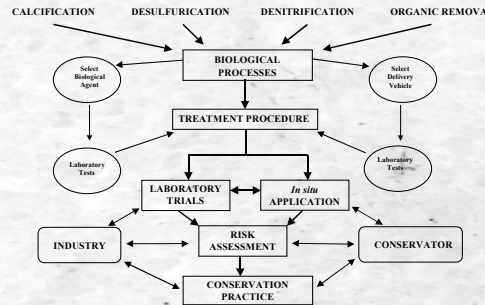 CALCIFICATION DESULFURICATION DENITRIFICATION ORGANIC REMOVA
BIOLOGICAL
PROCESSES
Select
Biological
Agent
Select
Delivery
Vehicle
TREATMENT PROCEDURE
Laboratory
Tests
Laboratory
Tests
LABORATORY
TRIALS
In situ
APPLICATION
INDUSTRY
RISK
ASSESSMENT
CONSERVATOR
CONSERVATION
PRACTICE